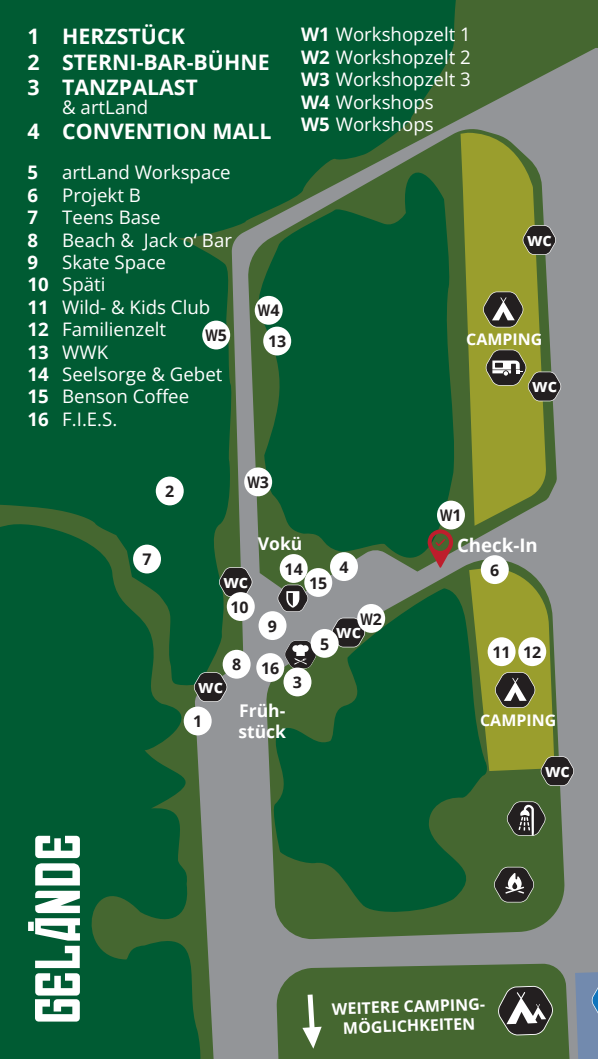 1 HERZSTÜCK
2 STERNI-BAR-BÜHNE
3 TANZPALAST
& artLand
4 CONVENTION MALL
5 artLand Workspace
6 Projekt B
7 Teens Base
8 Beach & Jack o‘ Bar
9 Skate Space
10 Späti
11 Wild- & Kids Club
12 Familienzelt
13 WWK
14 Seelsorge & Gebet
15 Benson Coffee
16 F.I.E.S.
W1 Workshopzelt 1
W2 Workshopzelt 2
W3 Workshopzelt 3
W4 Workshops
W5 Workshops
WC
W4
W5
13
CAMPING
WC
2
W3
W1
7
Vokü
Check-In
14
15
4
6
WC
10
9
W2
WC
5
11
12
8
16
3
WC
1
Früh-
stück
CAMPING
WC
GELÄNDE
WEITERE CAMPING-
MÖGLICHKEITEN